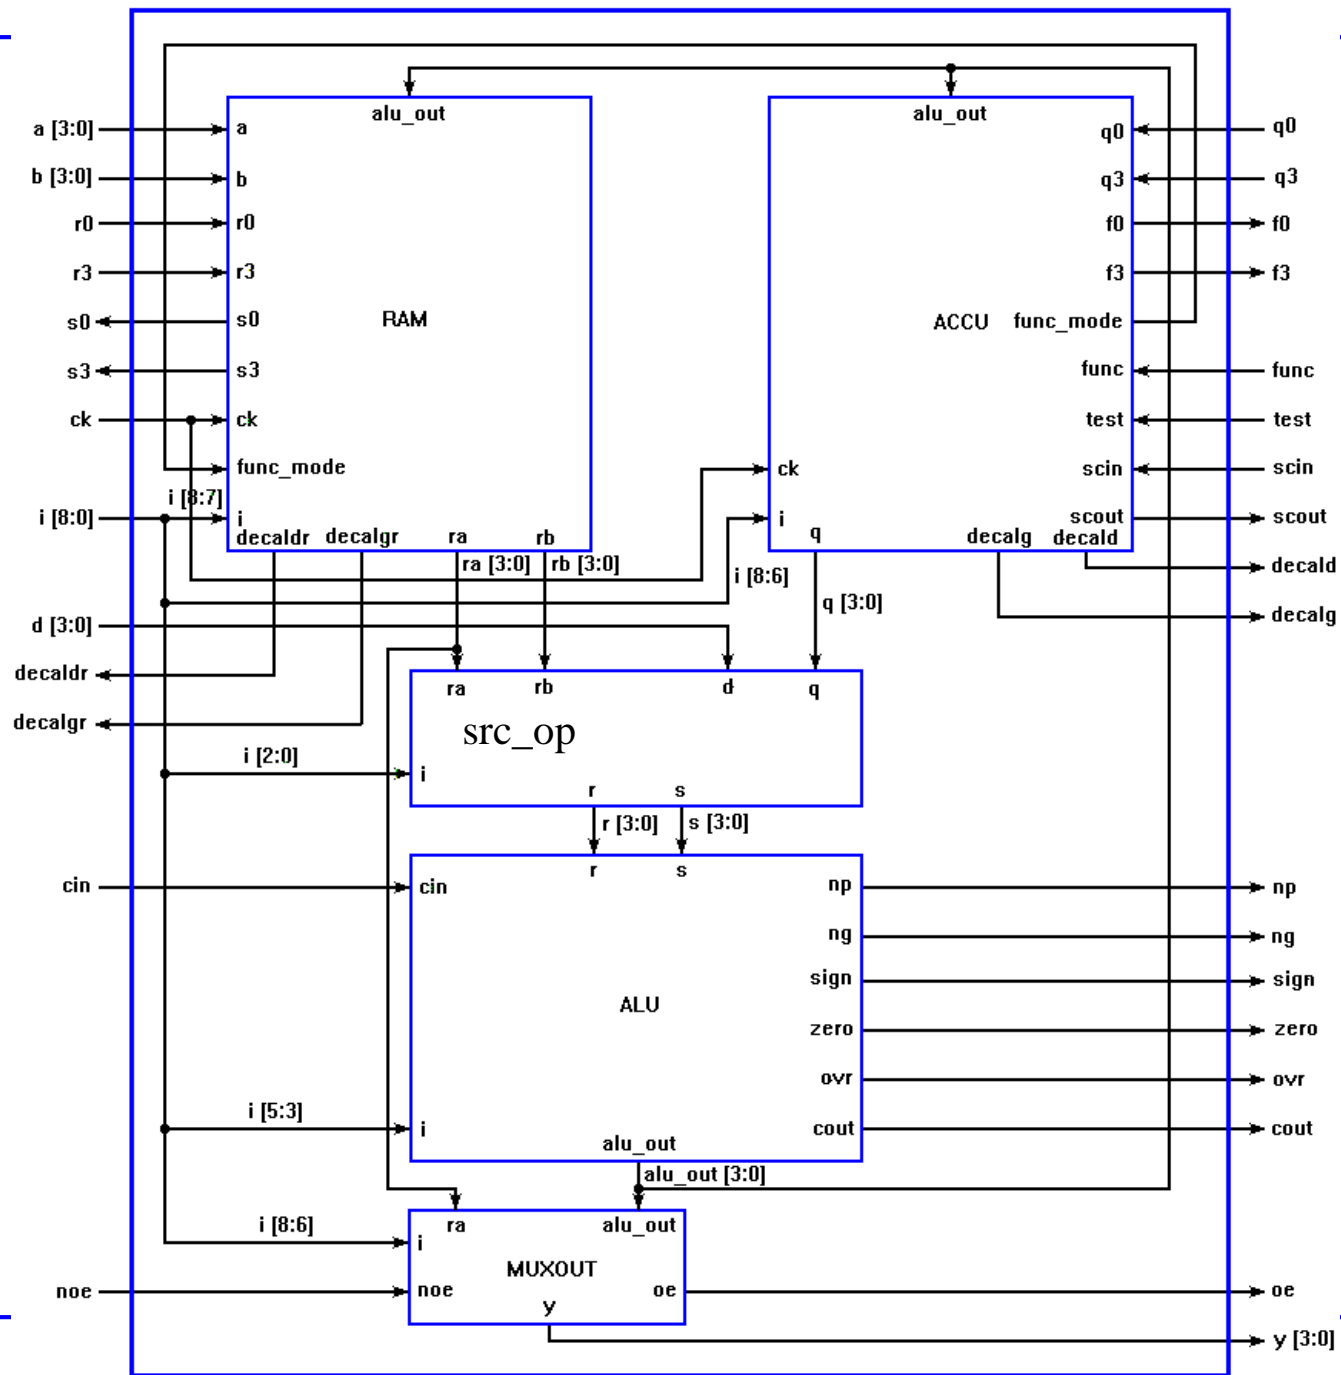 alu_out alu_out
a [3:0] a q0 q0
b [3:0] b q3 q3
r0 r0 f0 f0
r3 r3 f3 f3
s0 s0 RAM ACCU func_mode
s3 s3 func func
ck ck test test
func_mode ck scin scin
i [8:7]
i [8:0] i i scout scout
decaldr decalgr ra rb q decalg decald
ra [3:0] rb [3:0] i [8:6] decald
q [3:0]
d [3:0] decalg
decaldr ra rb d q
decalgr src_op
i [2:0] i
r s
r [3:0] s [3:0]
r s
cin cin np np
ng ng
sign sign
ALU
zero zero
ovr ovr
i [5:3] i cout cout
alu_out
alu_out [3:0]
ra alu_out
i [8:6] i
MUXOUT
noe noe oe oe
y
y [3:0]